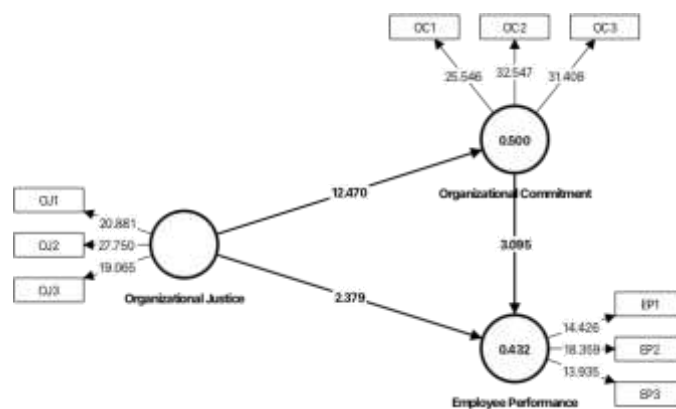 OC1 OC2 OC3
25.546 32.547 31.408
0.500
Organizational Commitment
12.470
OJ1
20.881
OJ2
27.750
OJ3
19.065
Organizational Justice
3.095
2.379
0.432
Employee Performance
14.426
EP1
18.359
EP2
13.935
EP3